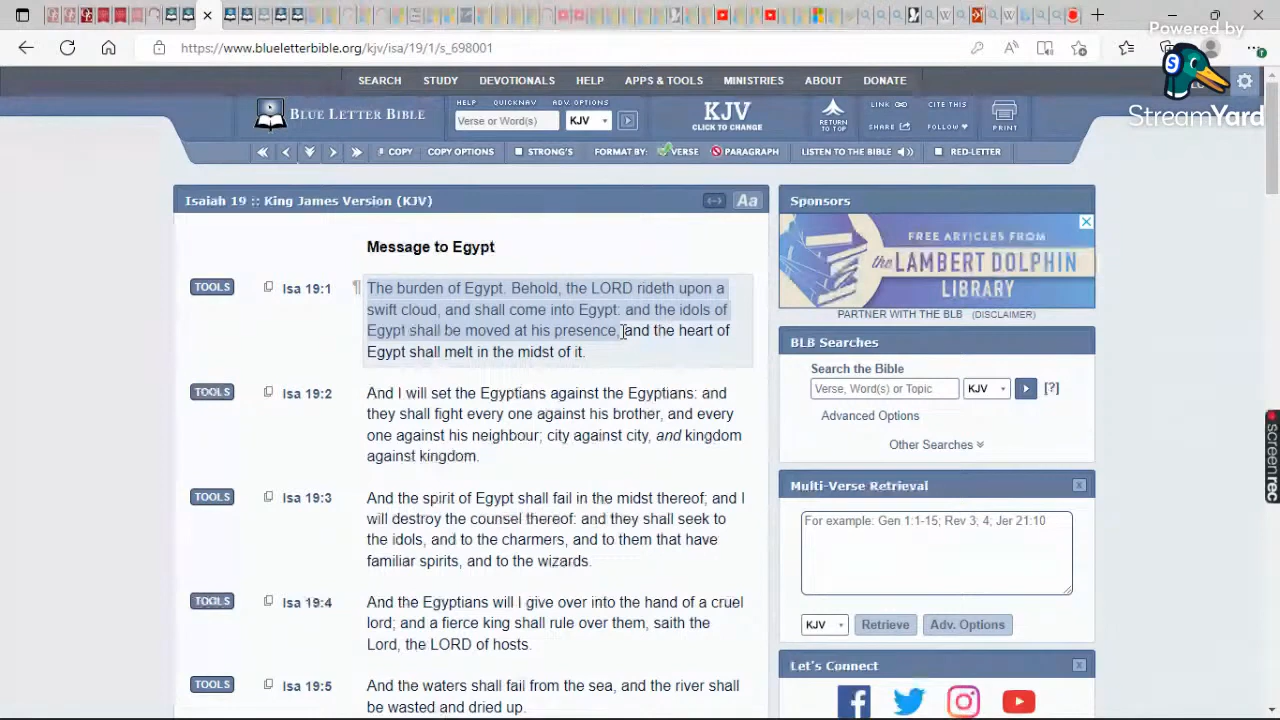 Powered by
StreamYard
https://www.blueletterbible.org/kjv/isa/19/1/s_698001
SEARCH STUDY DEVOTIONALS HELP APPS & TOOLS MINISTRIES ABOUT DONATE
BLUE LETTER BIBLE
HELP QUICKNAV ADV. OPTIONS
Verse or Word(s) KJV
KJV
CLICK TO CHANGE
RETURN
TO TOP
LINK CITE THIS
SHARE FOLLOW
PRINT
COPY COPY OPTIONS STRONG'S FORMAT BY: VERSE PARAGRAPH LISTEN TO THE BIBLE RED-LETTER
Isaiah 19 :: King James Version (KJV) Aa
Message to Egypt
TOOLS Isa 19:1 ¶ The burden of Egypt. Behold, the LORD rideth upon a
swift cloud, and shall come into Egypt: and the idols of
Egypt shall be moved at his presence, and the heart of
Egypt shall melt in the midst of it.
TOOLS Isa 19:2 And I will set the Egyptians against the Egyptians: and
they shall fight every one against his brother, and every
one against his neighbour; city against city, and kingdom
against kingdom.
TOOLS Isa 19:3 And the spirit of Egypt shall fail in the midst thereof; and I
will destroy the counsel thereof: and they shall seek to
the idols, and to the charmers, and to them that have
familiar spirits, and to the wizards.
TOOLS Isa 19:4 And the Egyptians will I give over into the hand of a cruel
lord; and a fierce king shall rule over them, saith the
Lord, the LORD of hosts.
TOOLS Isa 19:5 And the waters shall fail from the sea, and the river shall
be wasted and dried up.
Sponsors
FREE ARTICLES FROM
the LAMBERT DOLPHIN
LIBRARY
PARTNER WITH THE BLB (DISCLAIMER)
BLB Searches
Search the Bible
Verse, Word(s) or Topic KJV [?]
Advanced Options
Other Searches
Multi-Verse Retrieval x
For example: Gen 1:1-15; Rev 3; 4; Jer 21:10
KJV Retrieve Adv. Options
Let's Connect x
screenrec